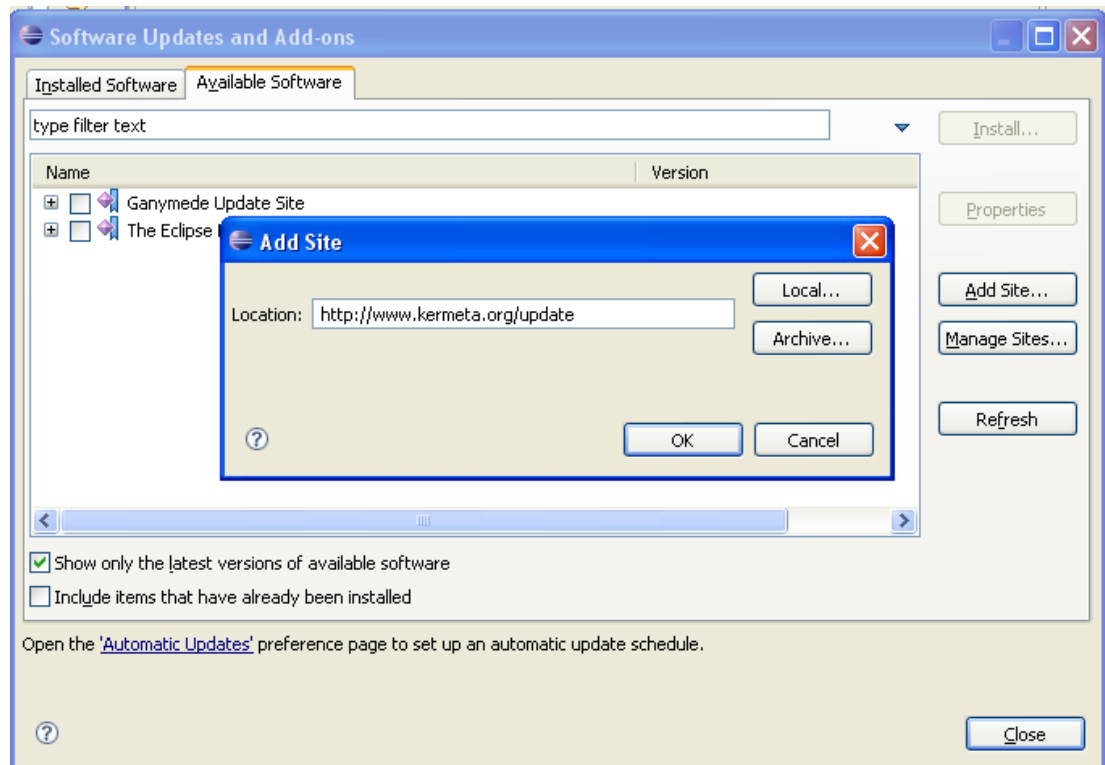 Software Updates and Add-ons
Installed Software Available Software
type filter text
Install...
Name Version
Ganymede Update Site
Properties
The Eclipse
Add Site
Local...
Add Site...
Location: http://www.kermeta.org/update
Archive...
Manage Sites...
Refresh
OK Cancel
Show only the latest versions of available software
Include items that have already been installed
Open the 'Automatic Updates' preference page to set up an automatic update schedule.
Close